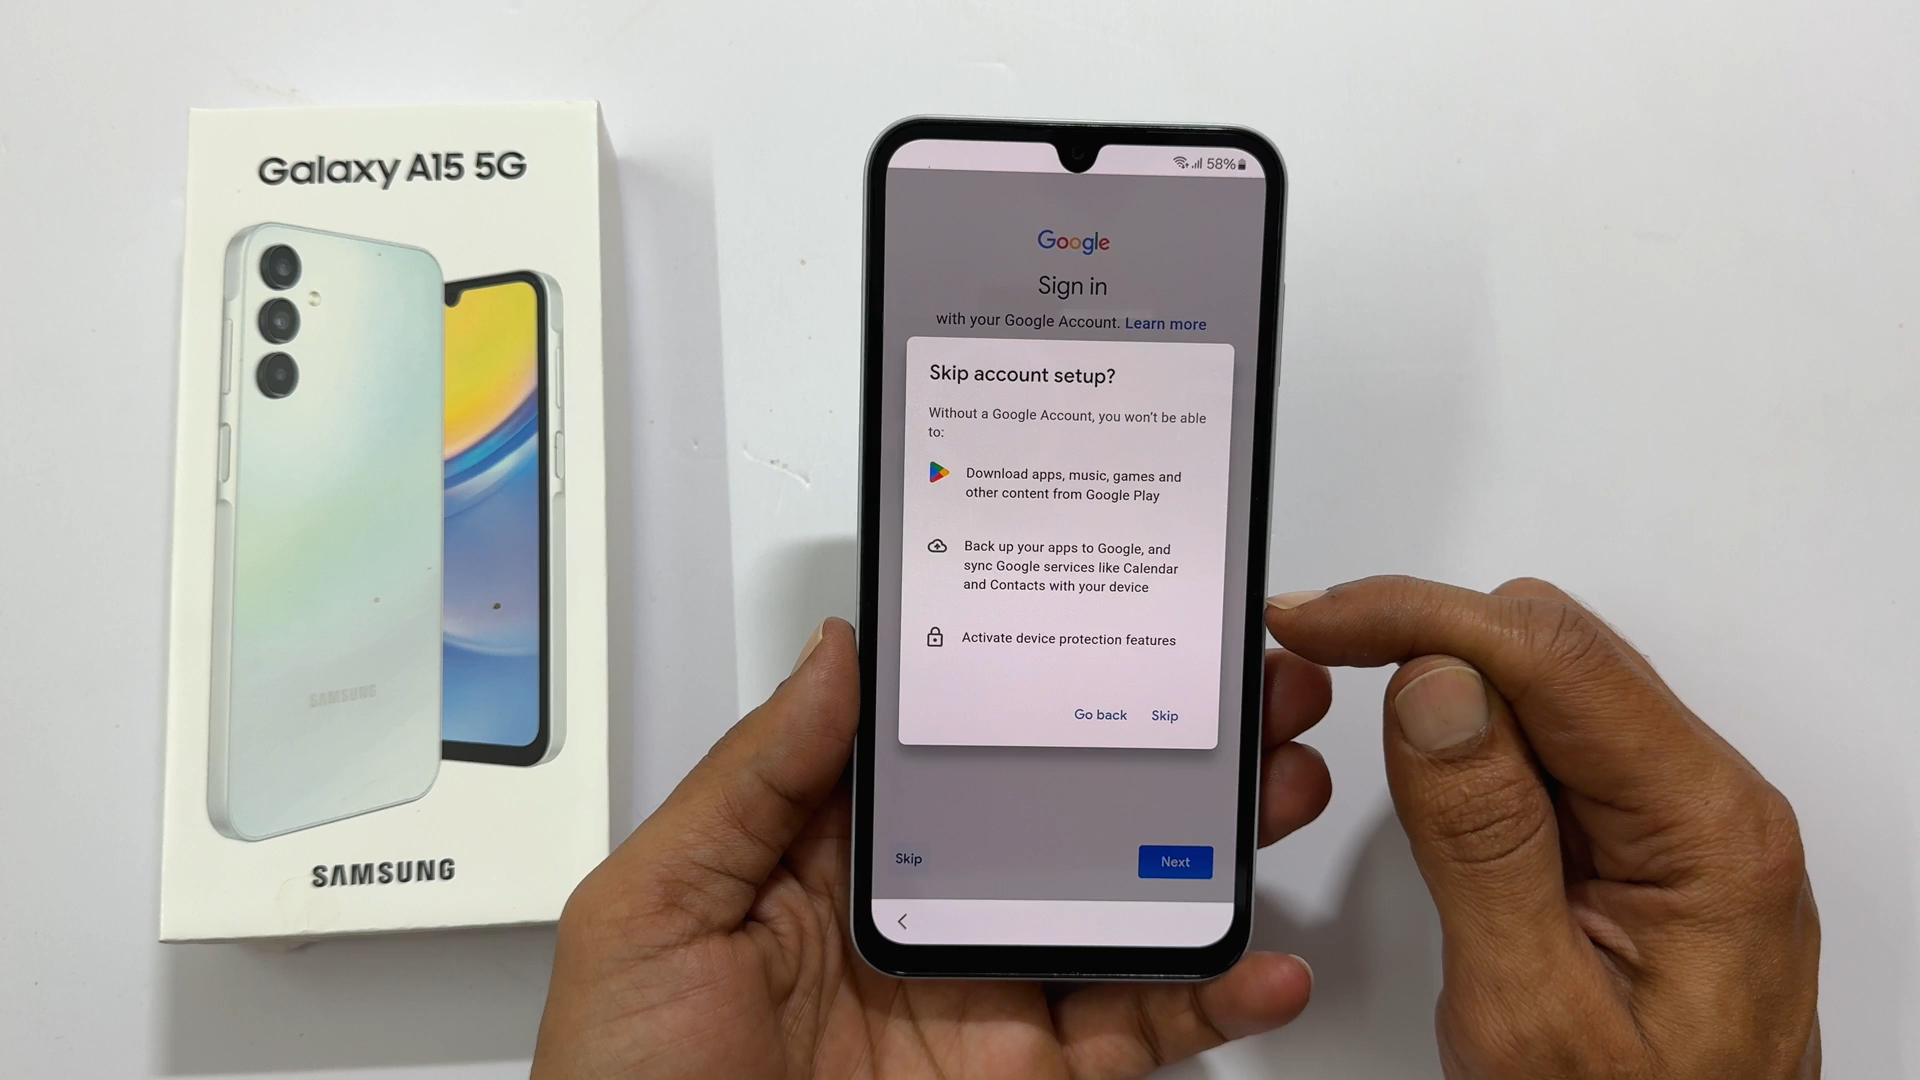 Galaxy A15 5G
SAMSUNG
SAMSUNG
58%
Google
Sign in
with your Google Account. Learn more
Skip account setup?
Without a Google Account, you won't be able
to:
Download apps, music, games and
other content from Google Play
Back up your apps to Google, and
sync Google services like Calendar
and Contacts with your device
Activate device protection features
Go back Skip
Skip Next